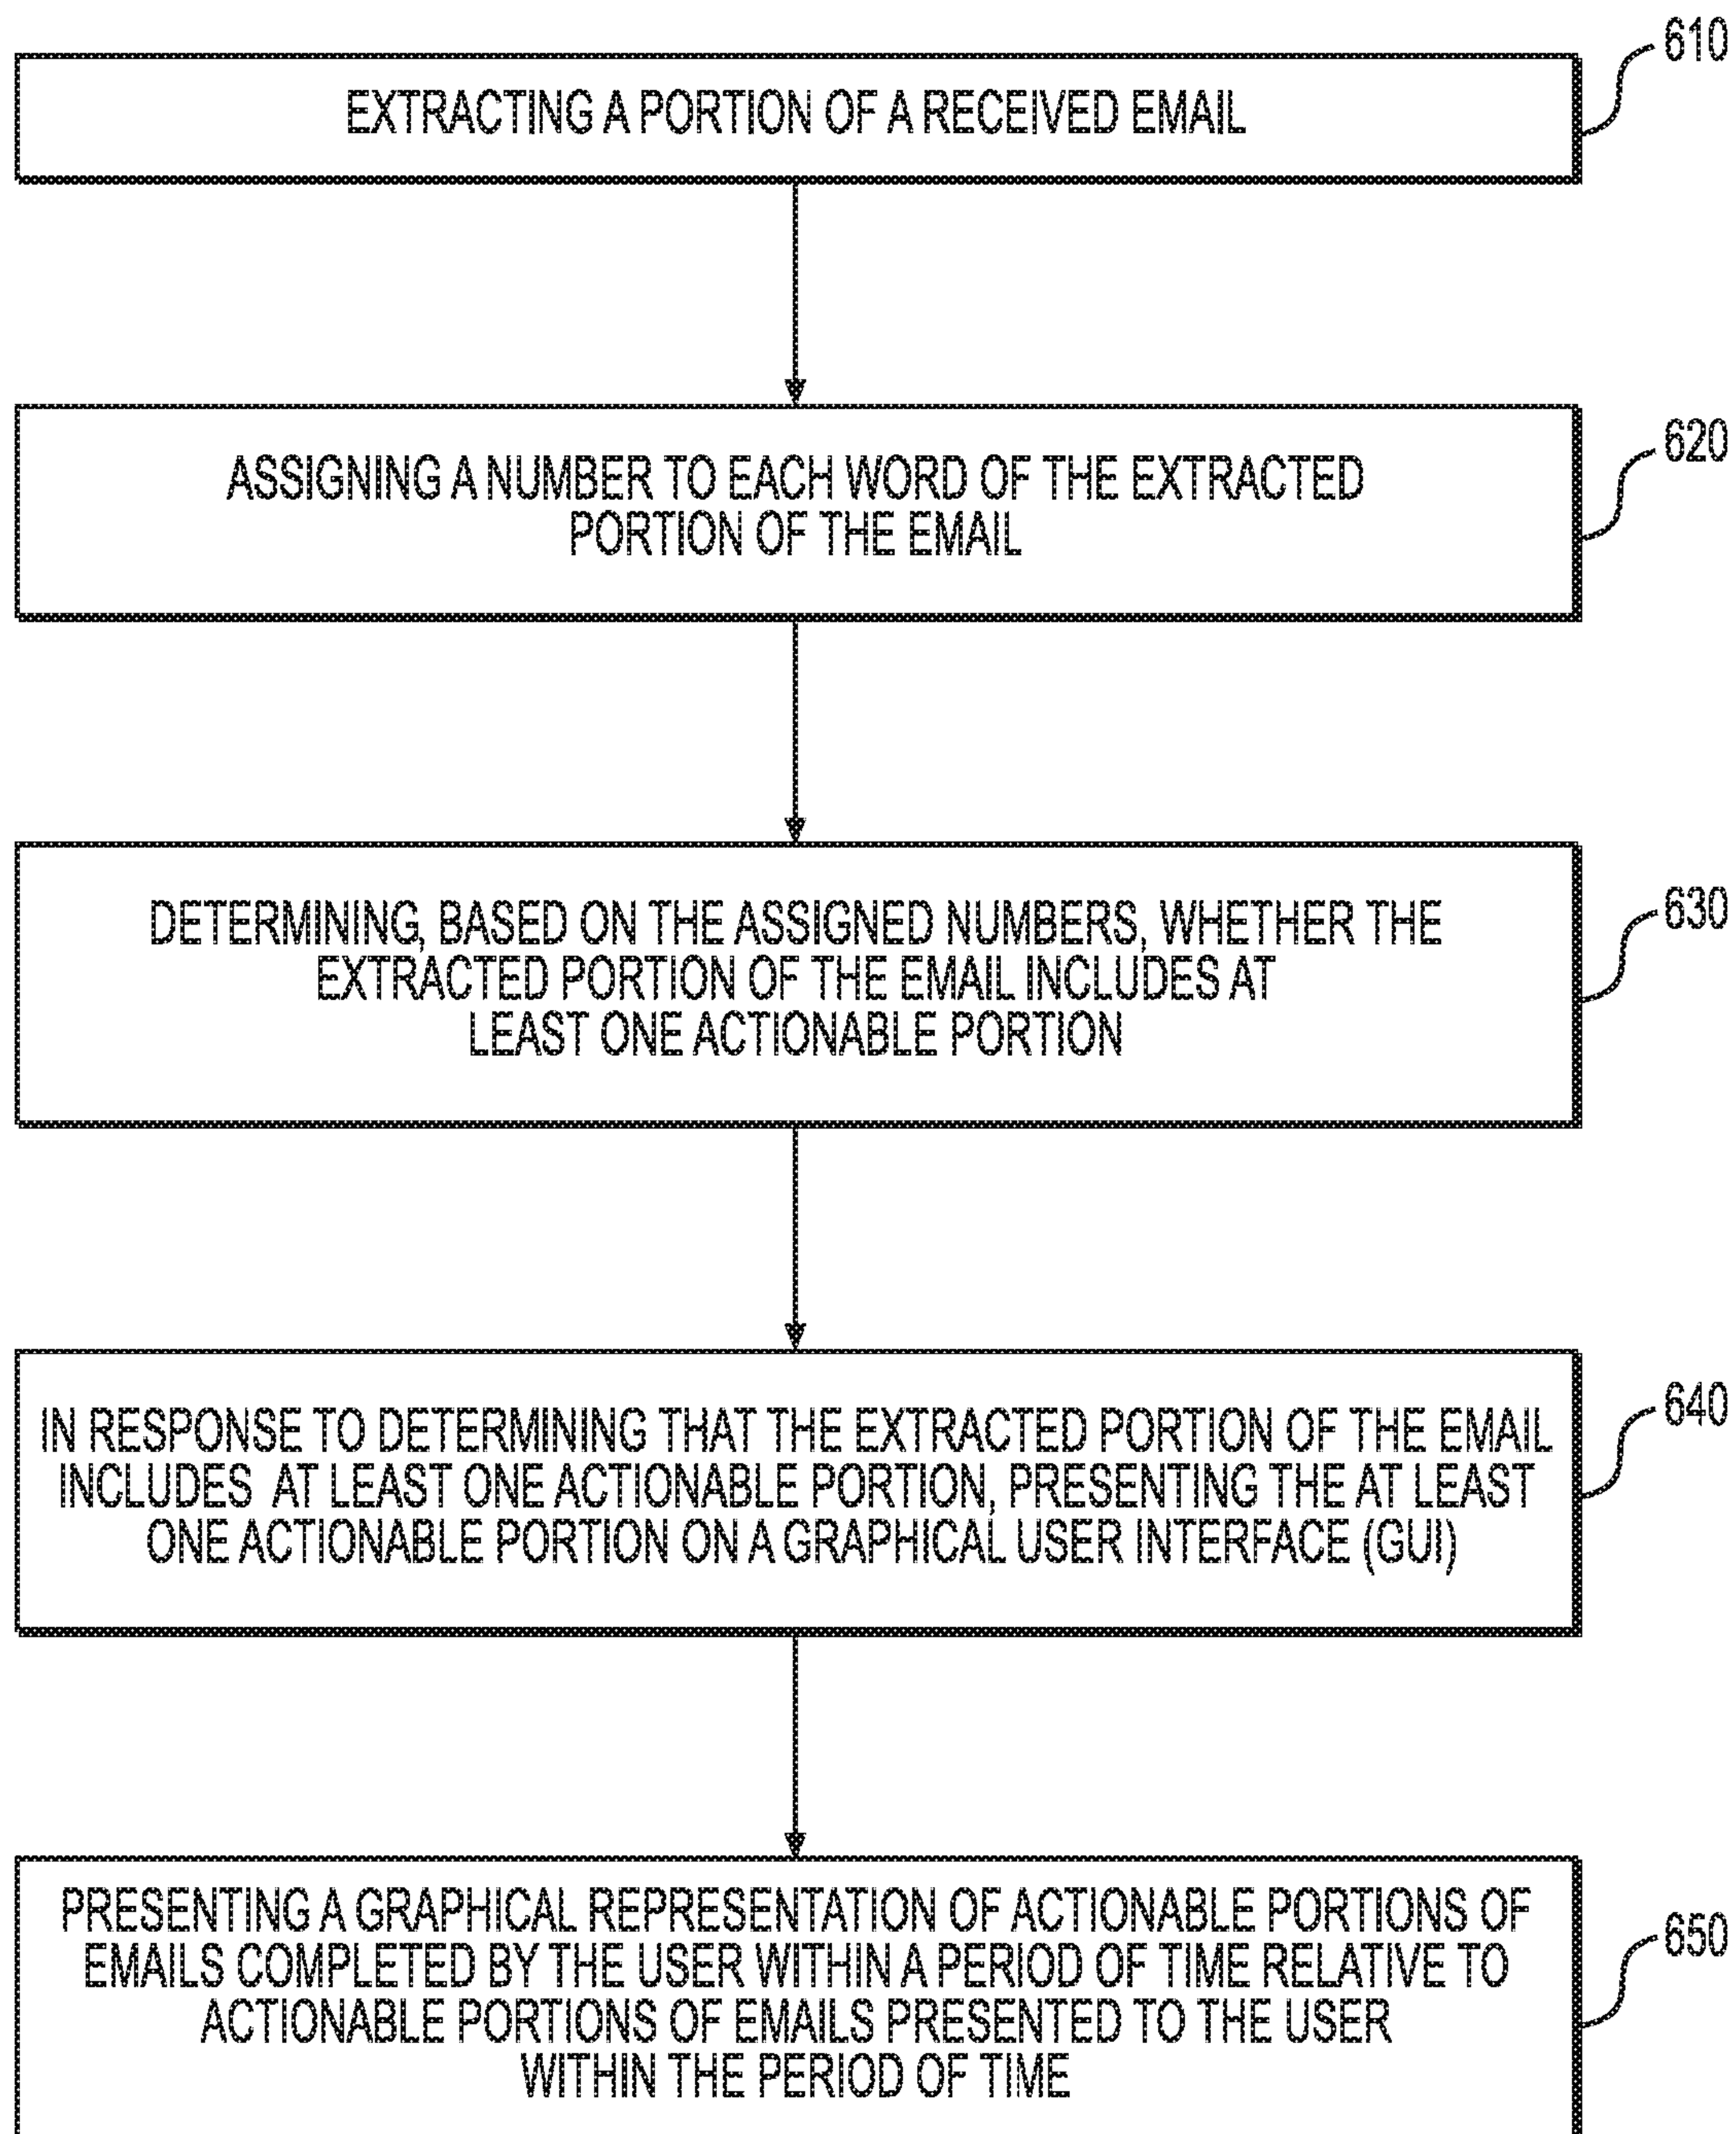 610
EXTRACTING A PORTION OF A RECEIVED EMAIL
620
ASSIGNING A NUMBER TO EACH WORD OF THE EXTRACTED
PORTION OF THE EMAIL
630
DETERMINING, BASED ON THE ASSIGNED NUMBERS, WHETHER THE
EXTRACTED PORTION OF THE EMAIL INCLUDES AT
LEAST ONE ACTIONABLE PORTION
640
IN RESPONSE TO DETERMINING THAT THE EXTRACTED PORTION OF THE EMAIL
INCLUDES AT LEAST ONE ACTIONABLE PORTION, PRESENTING THE AT LEAST
ONE ACTIONABLE PORTION ON A GRAPHICAL USER INTERFACE (GUI)
650
PRESENTING A GRAPHICAL REPRESENTATION OF ACTIONABLE PORTIONS OF
EMAILS COMPLETED BY THE USER WITHIN A PERIOD OF TIME RELATIVE TO
ACTIONABLE PORTIONS OF EMAILS PRESENTED TO THE USER
WITHIN THE PERIOD OF TIME